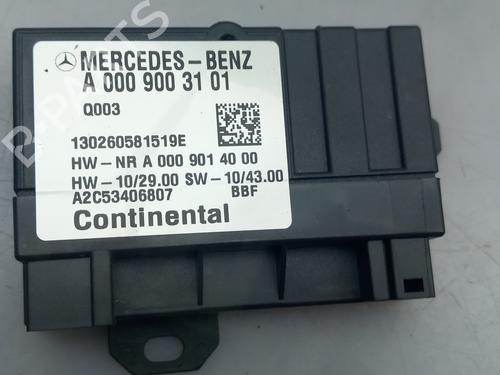 MERCEDES-BENZ
A 000 900 31 01
Q003
130260581519E
HW-NR A 000 901 40 00
HW-10/29.00 SW-10/43.00
A2C53406807 BBF
Continental
B-PARTS